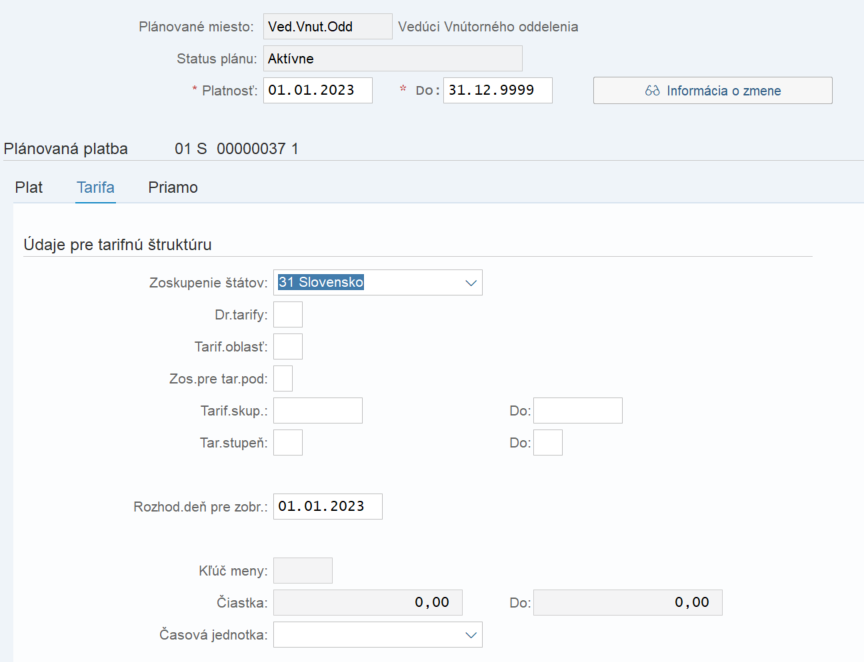 Plánované miesto: Ved.Vnut.Odd Vedúci Vnútorného oddelenia
Status plánu: Aktívne
* Platnosť: 01.01.2023 * Do: 31.12.9999 Informácia o zmene
Plánovaná platba 01 S 00000037 1
Plat Tarifa Priamo
Údaje pre tarifnú štruktúru
Zoskupenie štátov: 31 Slovensko
Dr.tarify:
Tarif.oblasť:
Zos.pre tar.pod:
Tarif.skup.: Do:
Tar.stupeň: Do:
Rozhod.deň pre zobr.: 01.01.2023
Kľúč meny:
Čiastka: 0,00 Do: 0,00
Časová jednotka: